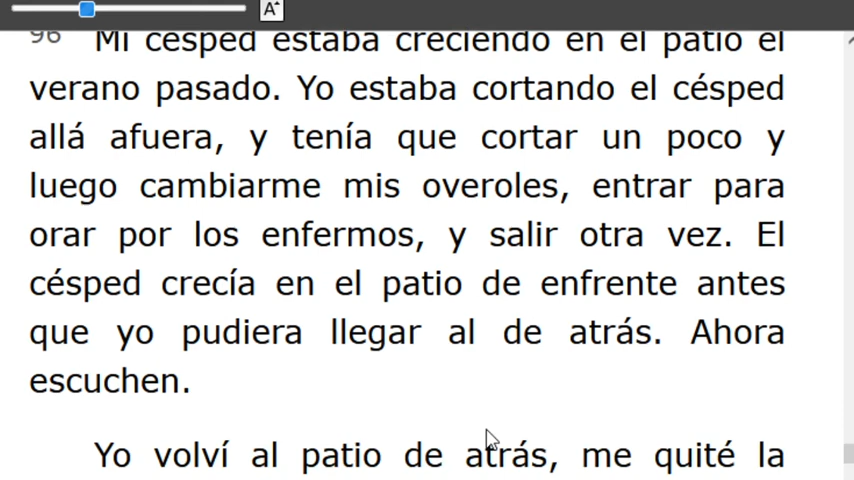 A
96 Mi césped estaba creciendo en el patio el
verano pasado. Yo estaba cortando el césped
allá afuera, y tenía que cortar un poco y
luego cambiarme mis overoles, entrar para
orar por los enfermos, y salir otra vez. El
césped crecía en el patio de enfrente antes
que yo pudiera llegar al de atrás. Ahora
escuchen.
Yo volví al patio de atrás, me quité la